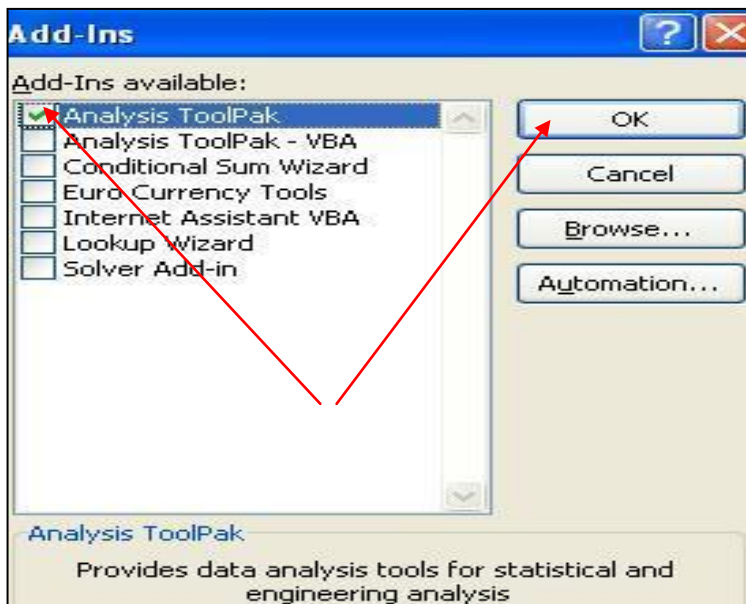 Add-Ins
?
Add-Ins available:
Analysis ToolPak
Analysis ToolPak - VBA
Conditional Sum Wizard
Euro Currency Tools
Internet Assistant VBA
Lookup Wizard
Solver Add-in
OK
Cancel
Browse...
Automation...
Analysis ToolPak
Provides data analysis tools for statistical and
engineering analysis